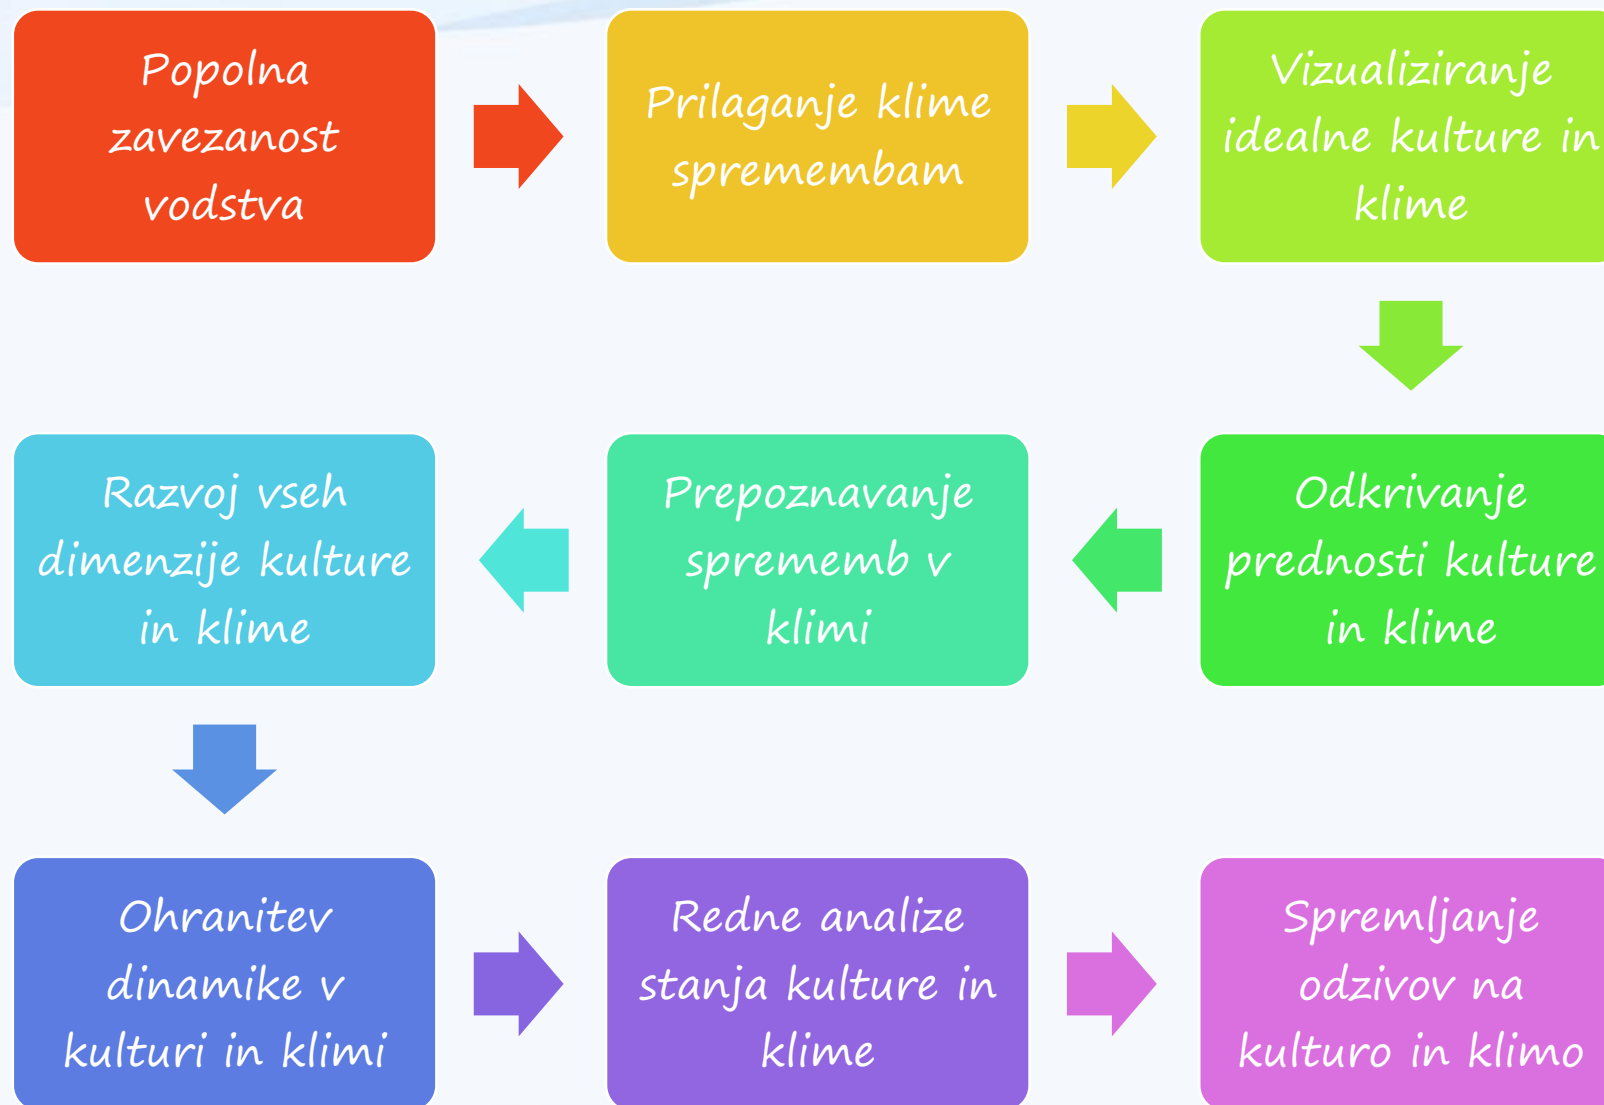 Popolna
zavezanost
vodstva
Prilaganje klime
spremembam
Vizualiziranje
idealne kulture in
klime
Odkrivanje
prednosti kulture
in klime
Prepoznavanje
sprememb v
klimi
Razvoj vseh
dimenzije kulture
in klime
Ohranitev
dinamike v
kulturi in klimi
Redne analize
stanja kulture in
klime
Spremljanje
odzivov na
kulturo in klimo